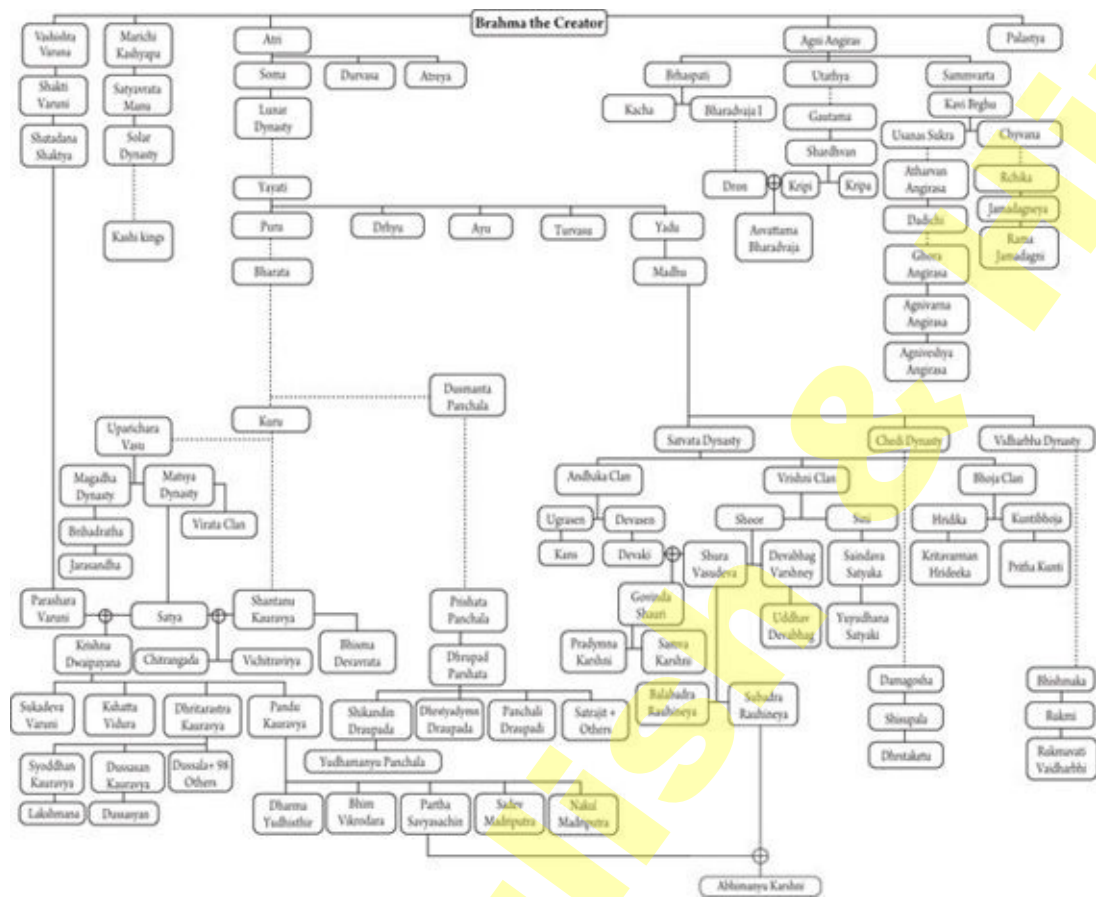 Brahma the Creator
Vashishta
Varuna
Marichi
Kashyapa
Atri
Agni Angiras
Palastya
Shakti
Varuni
Satyavrata
Manu
Soma
Durvasa
Atreya
Brhaspati
Utathya
Sammvarta
Shatadana
Shaktya
Solar
Dynasty
Lunar
Dynasty
Kacha
Bharadvaja I
Gautama
Kavi Brghu
Usanas Sukra
Chyvana
Shardhvan
Yayati
Dron
Kripi
Kripa
Atharvan
Angirasa
Rchika
Kashi kings
Puru
Drhyu
Ayu
Turvasu
Yadu
Asvattama
Bharadvaja
Dadichi
Jamadagneya
Bharata
Madhu
Ghora
Angirasa
Rama
Jamadagni
Agnivarna
Angirasa
Agniveshya
Angirasa
Dusmanta
Panchala
Kuru
Uparichara
Vasu
Satvata Dynasty
Chedi Dynasty
Vidharbha Dynasty
Magadha
Dynasty
Matsya
Dynasty
Andhaka Clan
Vrishni Clan
Bhoja Clan
Virata Clan
Ugrasen
Devasen
Shoor
Sini
Hridika
Kuntibhoja
Brihadratha
Jarasandha
Kans
Devaki
Shura
Vasudeva
Devabhag
Varshney
Saindava
Satyaka
Kritavarman
Hrideeka
Pritha Kunti
Parashara
Varuni
Satya
Shantanu
Kauravya
Prishata
Panchala
Govinda
Shauri
Uddhav
Devabhag
Yuyudhana
Satyaki
Krishna
Dwaipayana
Chitrangada
Vichitravirya
Bhisma
Devavrata
Dhrupad
Parshata
Pradymna
Karshni
Samva
Karshni
Sukadeva
Varuni
Kshatta
Vidura
Dhritarastra
Kauravya
Pandu
Kauravya
Shikandin
Draupada
Dhrstyadymn
Draupada
Panchali
Draupadi
Satrajit +
Others
Balabadra
Rauhineya
Subadra
Rauhineya
Damagosha
Bhishmaka
Yudhamanyu Panchala
Shisupala
Rukmi
Syoddhan
Kauravya
Dussasan
Kauravya
Dussala+ 98
Others
Dhrstaketu
Rukmavati
Vaidharbhi
Lakshmana
Dussasyan
Dharma
Yudhisthir
Bhim
Vikrodara
Partha
Savyasachin
Sadev
Madriputra
Nakul
Madriputra
Abhimanyu Karshni